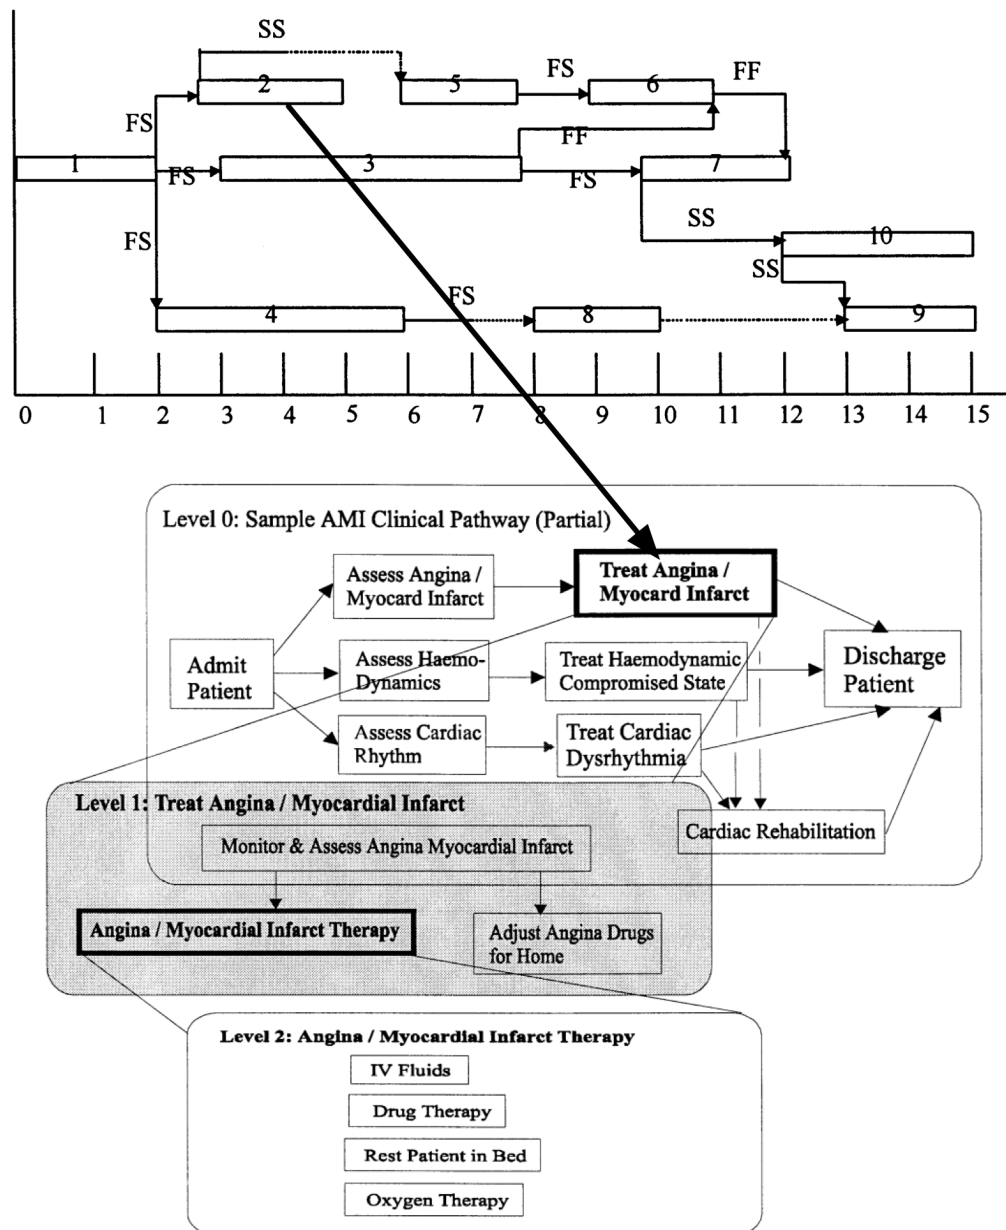 SS
2
5
FS
6
FF
FS
FF
1
FS
3
FS
7
SS
10
FS
SS
4
FS
8
9
0 1 2 3 4 5 6 7 8 9 10 11 12 13 14 15
Level 0: Sample AMI Clinical Pathway (Partial)
Assess Angina /
Myocard Infarct
Treat Angina /
Myocard Infarct
Admit
Patient
Assess Haemo-
Dynamics
Treat Haemodynamic
Compromised State
Discharge
Patient
Assess Cardiac
Rhythm
Treat Cardiac
Dysrhythmia
Cardiac Rehabilitation
Level 1: Treat Angina / Myocardial Infarct
Monitor & Assess Angina Myocardial Infarct
Angina / Myocardial Infarct Therapy
Adjust Angina Drugs
for Home
Level 2: Angina / Myocardial Infarct Therapy
IV Fluids
Drug Therapy
Rest Patient in Bed
Oxygen Therapy